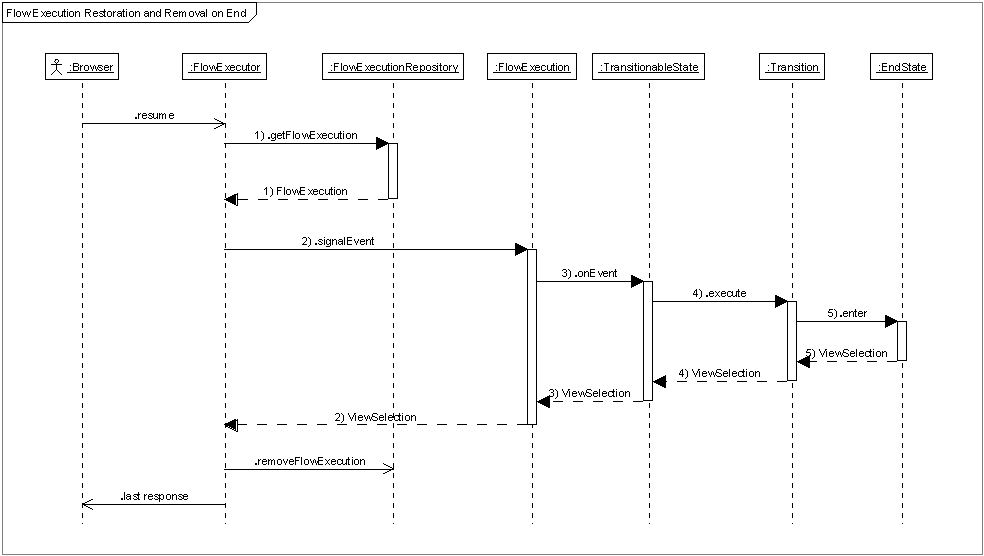 FlowExecution Restoration and Removal on End
:Browser
:FlowExecutor
:FlowExecutionRepository
:FlowExecution
:TransitionableState
:Transition
:EndState
.resume
1) .getFlowExecution
1) FlowExecution
2) .signalEvent
3) .onEvent
4) .execute
5) .enter
5) ViewSelection
4) ViewSelection
3) ViewSelection
2) ViewSelection
.removeFlowExecution
.last response